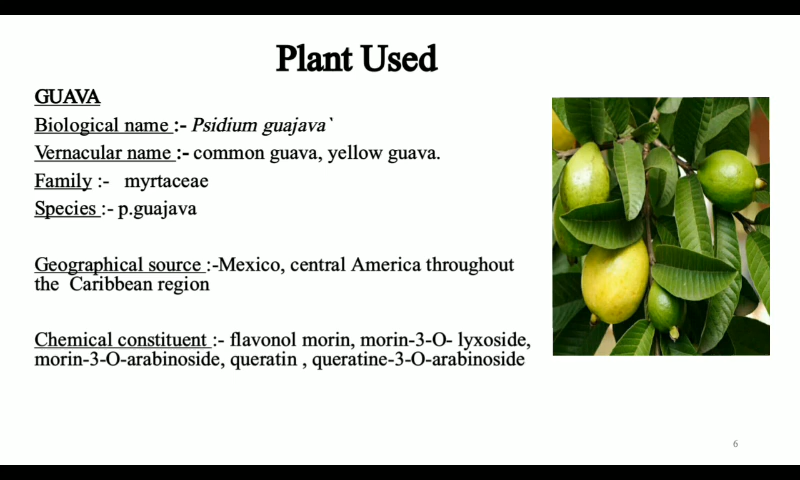 Plant Used
GUAVA
Biological name :- Psidium guajava`
Vernacular name :- common guava, yellow guava.
Family :- myrtaceae
Species :- p.guajava
Geographical source :-Mexico, central America throughout
the Caribbean region
Chemical constituent :- flavonol morin, morin-3-O- lyxoside,
morin-3-O-arabinoside, queratin , queratine-3-O-arabinoside
6